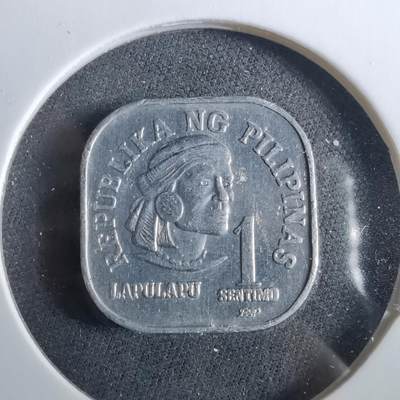 REPUBLIKA NG PILIPINAS
1
LAPULAPU SENTIMO